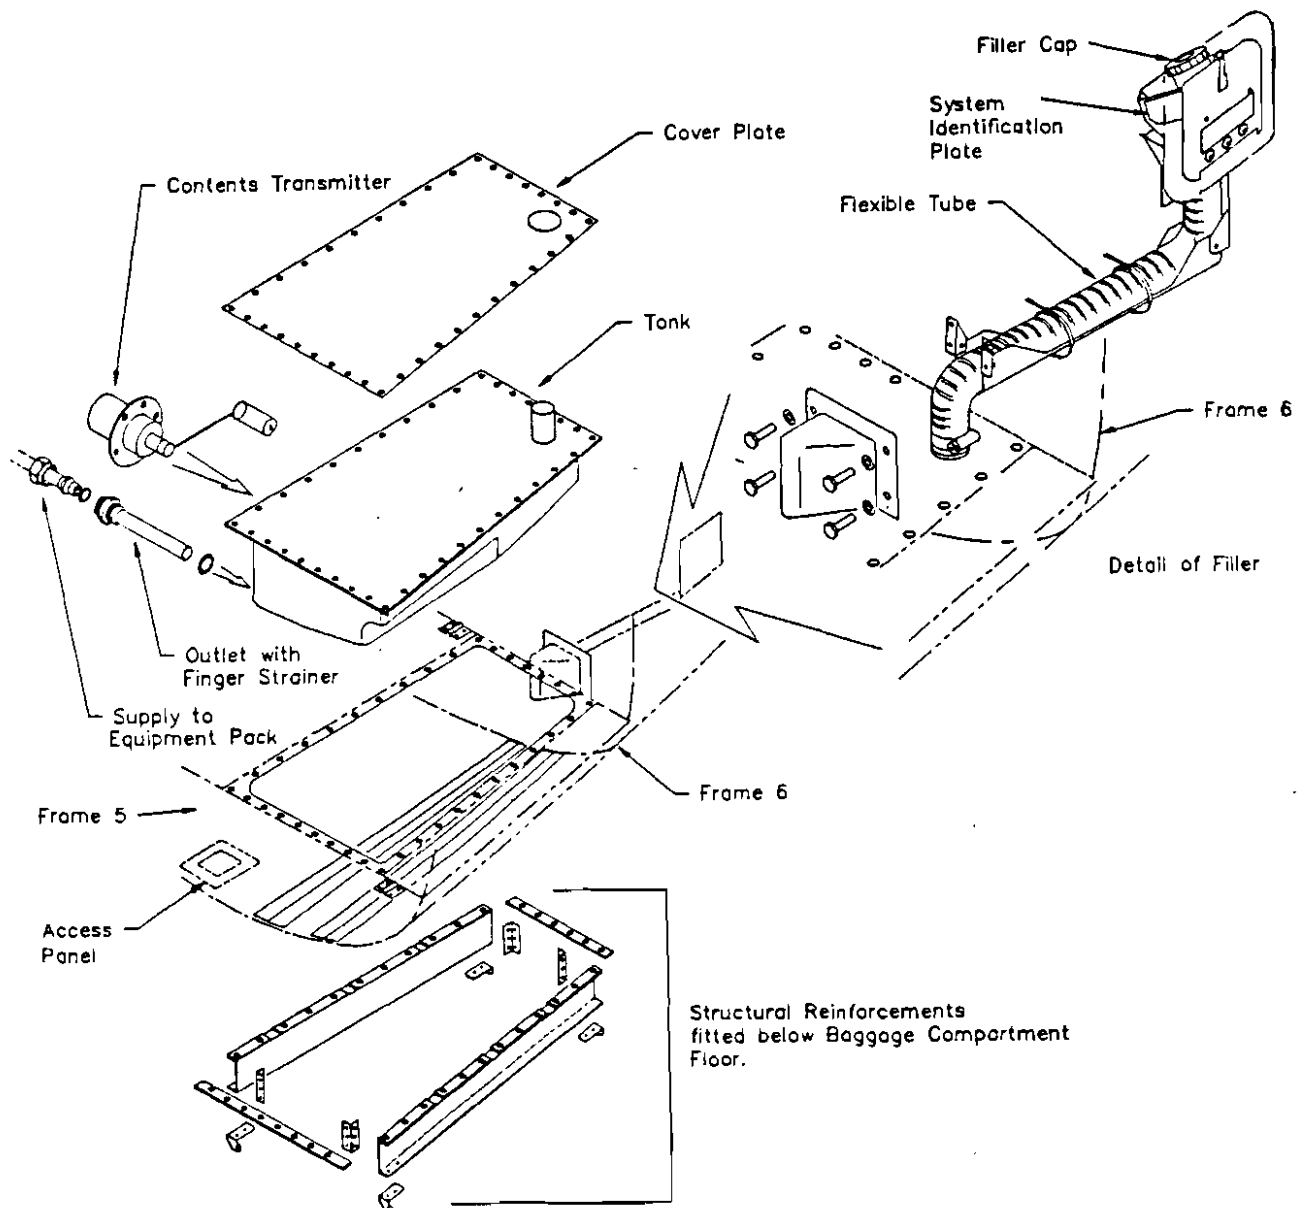 Filler Cap
System
Identification
Plate
Cover Plate
Contents Transmitter
Flexible Tube
Tank
Frame 6
Detail of Filler
Outlet with
Finger Strainer
Supply to
Equipment Pack
Frame 6
Frame 5
Access
Panel
Structural Reinforcements
fitted below Baggage Compartment
Floor.